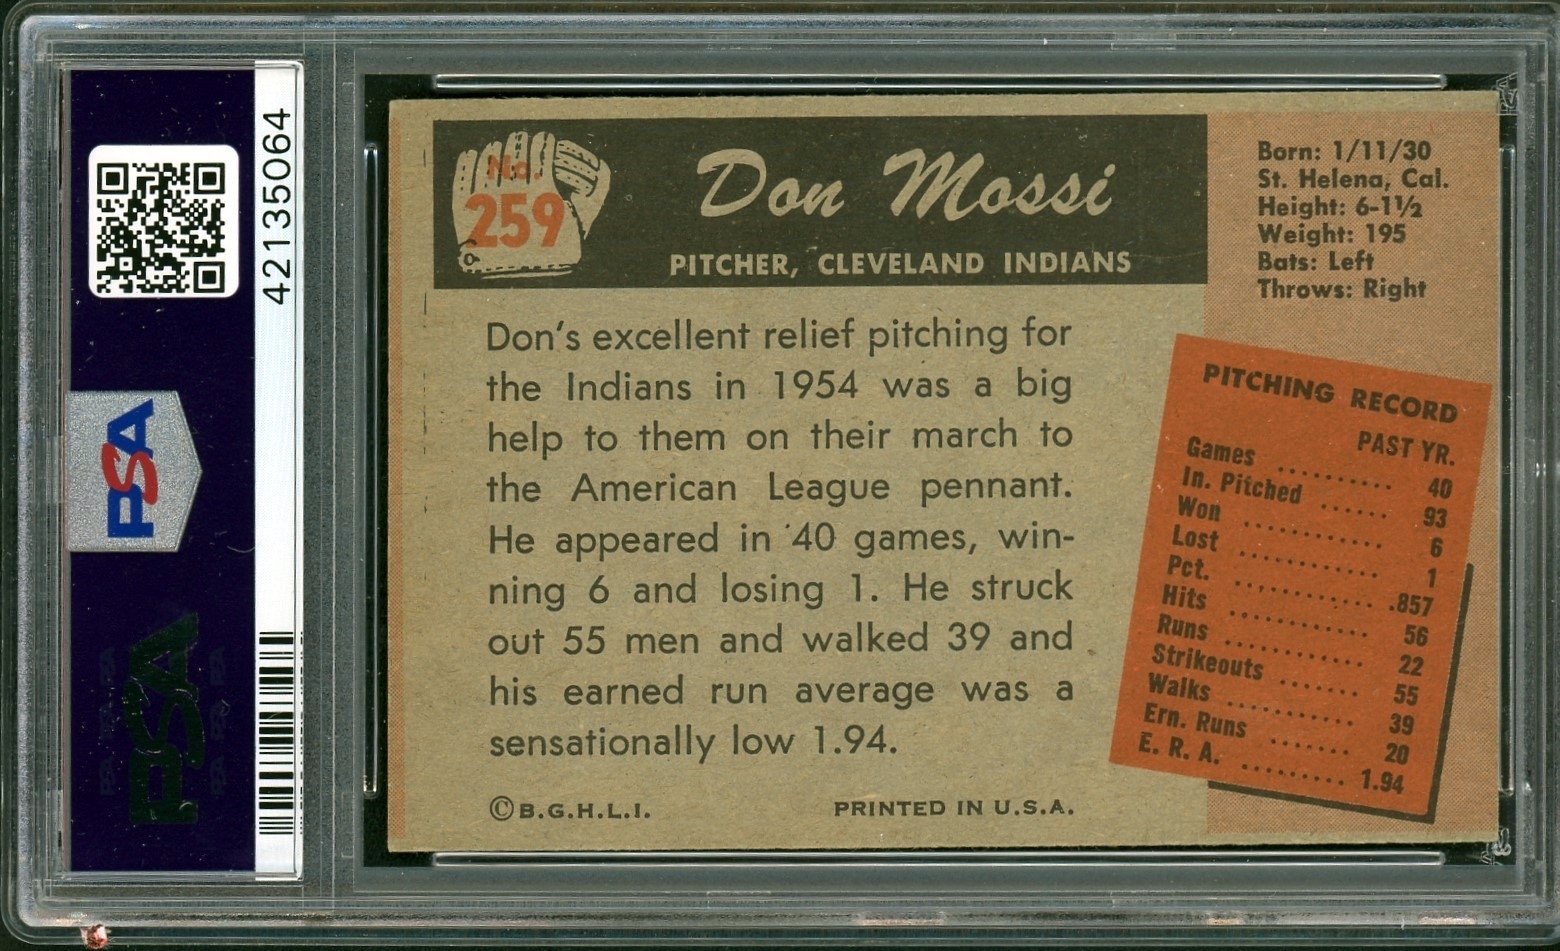 42135064
PSA
PSA
No.
259
Don Mossi
PITCHER, CLEVELAND INDIANS
Born: 1/11/30
St. Helena, Cal.
Height: 6-1½
Weight: 195
Bats: Left
Throws: Right
Don's excellent relief pitching for
the Indians in 1954 was a big
help to them on their march to
the American League pennant.
He appeared in 40 games, win-
ning 6 and losing 1. He struck
out 55 men and walked 39 and
his earned run average was a
sensationally low 1.94.
© B.G.H.L.I. PRINTED IN U.S.A.
PITCHING RECORD
PAST YR.
Games ......... 40
In. Pitched ...... 93
Won .......... 6
Lost .......... 1
Pct. ............ .857
Hits ........... 56
Runs ........... 22
Strikeouts ....... 55
Walks .......... 39
Ern. Runs ....... 20
E. R. A. ......... 1.94